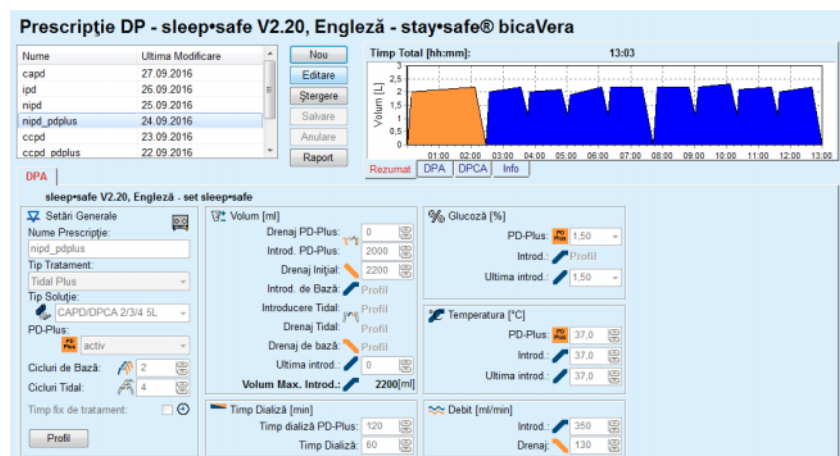 Prescripţie DP - sleep•safe V2.20, Engleză - stay•safe® bicaVera
Nume Ultima Modificare
capd 27.09.2016
ipd 26.09.2016
nipd 25.09.2016
nipd_pdplus 24.09.2016
ccpd 23.09.2016
ccpd_pdplus 22.09.2016
Nou
Editare
Ştergere
Salvare
Anulare
Raport
Timp Total [hh:mm]: 13:03
Volum [L]
3
2,5
2
1,5
1
0,5
0
01:00 02:00 03:00 04:00 05:00 06:00 07:00 08:00 09:00 10:00 11:00 12:00 13:00
Rezumat DPA DPCA Info
DPA
sleep•safe V2.20, Engleză - set sleep•safe
Setări Generale
Nume Prescripţie:
nipd_pdplus
Tip Tratament:
Tidal Plus
Tip Soluţie:
CAPD/DPCA 2/3/4 5L
PD-Plus:
PD Plus activ
Cicluri de Bază: 2
Cicluri Tidal: 4
Timp fix de tratament:
Profil
Volum [ml]
Drenaj PD-Plus: 0
Introd. PD-Plus: 2000
Drenaj Iniţial: 2200
Introd. de Bază: Profil
Introducere Tidal: Profil
Drenaj Tidal: Profil
Drenaj de bază: Profil
Ultima introd.: 0
Volum Max. Introd.: 2200[ml]
Timp Dializă [min]
Timp dializă PD-Plus: 120
Timp Dializă: 60
Glucoză [%]
PD-Plus: PD Plus 1,50
Introd.: Profil
Ultima introd.: 1,50
Temperatura [°C]
PD-Plus: PD Plus 37,0
Introd.: 37,0
Ultima introd.: 37,0
Debit [ml/min]
Introd.: 350
Drenaj: 130